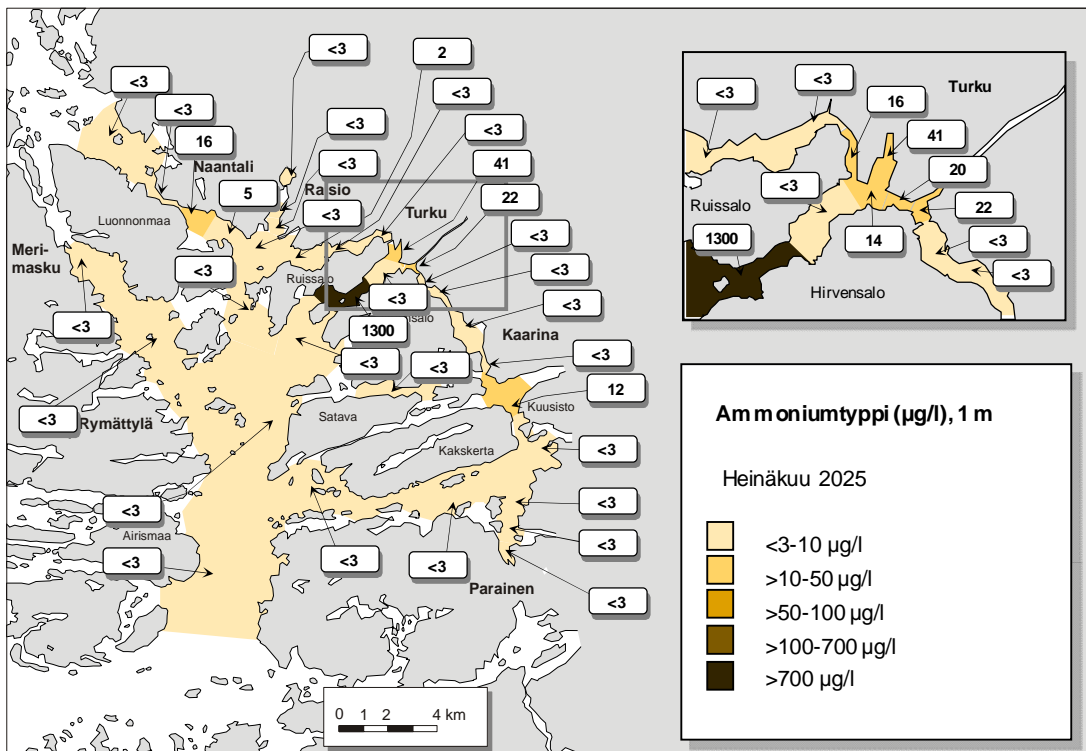 <3
2
<3
<3
<3
<3
<3
16
Naantali
<3
41
Raisio
5
<3
22
Turku
Luonnonmaa
<3
Meri-
masku
<3
Ruissalo
<3
<3
<3
1300
salo
<3
Kaarina
<3
<3
<3
12
<3
Satava
Kuusisto
Rymättylä
Kakskerta
<3
<3
<3
Airismaa
<3
<3
<3
<3
Parainen
<3
0 1 2 4 km
<3
<3
16
Turku
41
<3
20
Ruissalo
22
1300
14
<3
<3
Hirvensalo
Ammoniumtyppi (µg/l), 1 m
Heinäkuu 2025
<3-10 µg/l
>10-50 µg/l
>50-100 µg/l
>100-700 µg/l
>700 µg/l